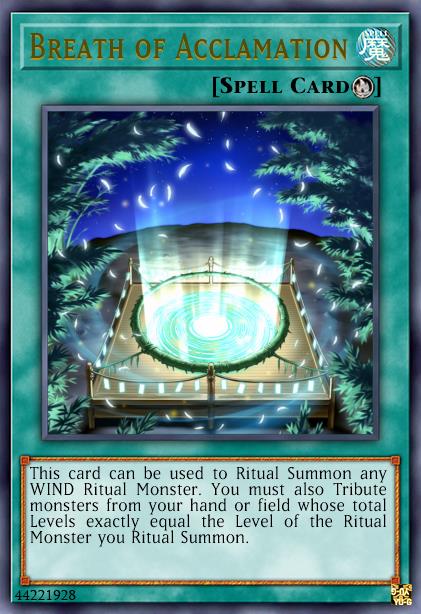 BREATH OF ACCLAMATION
SPELL
魔
[SPELL CARD]
This card can be used to Ritual Summon any
WIND Ritual Monster. You must also Tribute
monsters from your hand or field whose total
Levels exactly equal the Level of the Ritual
Monster you Ritual Summon.
44221928